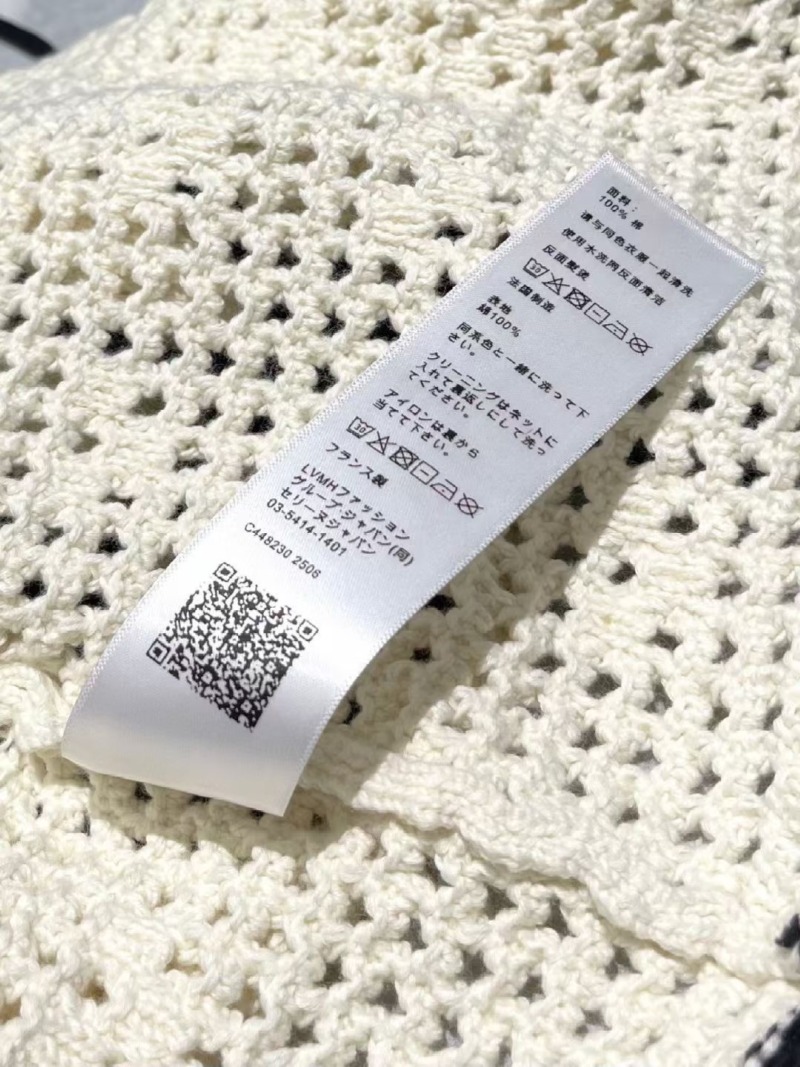 面料：
100% 棉
请与同色衣服一起清洗
使用水洗网反面清洁
反面熨烫
30
法国制造
表地
綿100%
同系色と一緒に洗って下
さい。
クリーニングはネットに
入れて裏返しにして洗っ
てください。
アイロンは裏から
当てて下さい。
30
フランス製
LVMHファッション
グループ・ジャパン(同)
セリーヌジャパン
03-5414-1401
C448230 2506